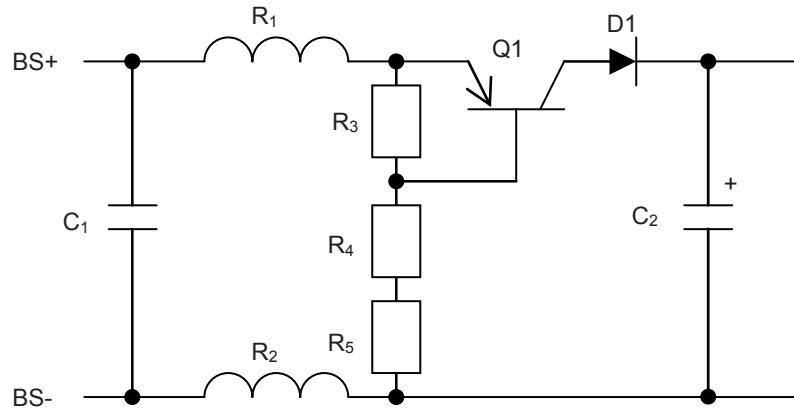 R₁
D1
BS+
Q1
R₃
C₁
R₄
C₂
+
R₅
R₂
BS-